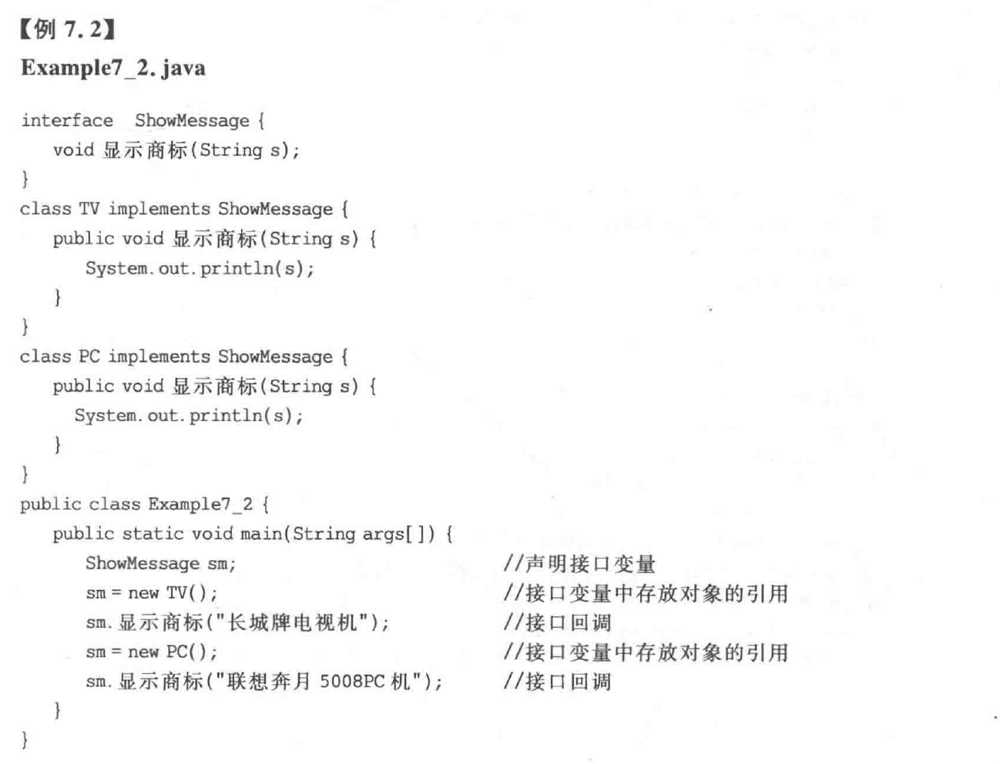 【例 7.2】
Example7_2.java
interface ShowMessage {
void 显示商标(String s);
}
class TV implements ShowMessage {
public void 显示商标(String s) {
System.out.println(s);
}
}
class PC implements ShowMessage {
public void 显示商标(String s) {
System.out.println(s);
}
}
public class Example7_2 {
public static void main(String args[]) {
ShowMessage sm; //声明接口变量
sm = new TV(); //接口变量中存放对象的引用
sm.显示商标("长城牌电视机"); //接口回调
sm = new PC(); //接口变量中存放对象的引用
sm.显示商标("联想奔月 5008PC 机"); //接口回调
}
}